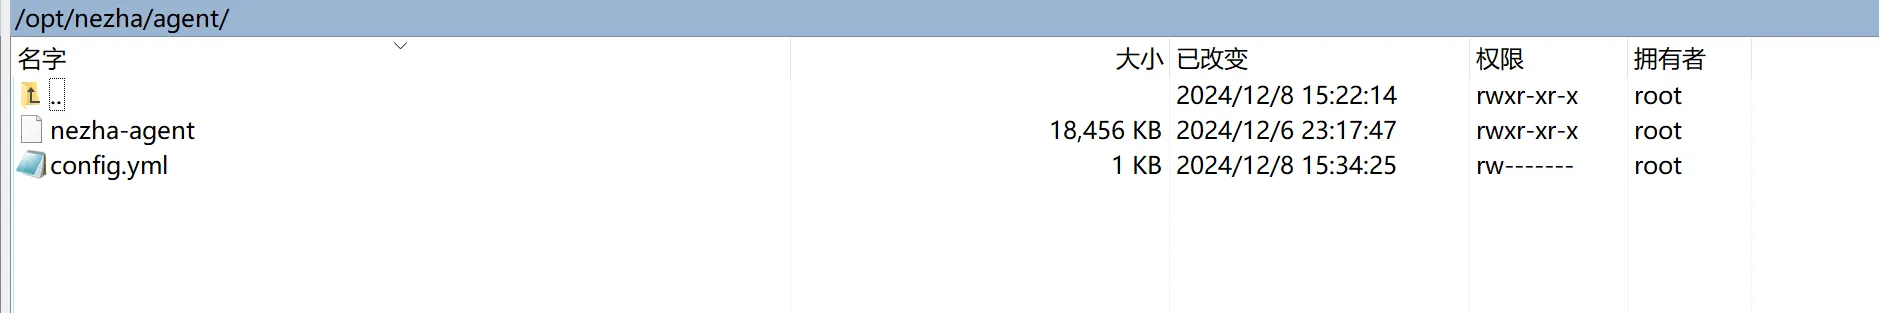 /opt/nezha/agent/
名字 大小 已改变 权限 拥有者
.. 2024/12/8 15:22:14 rwxr-xr-x root
nezha-agent 18,456 KB 2024/12/6 23:17:47 rwxr-xr-x root
config.yml 1 KB 2024/12/8 15:34:25 rw------- root